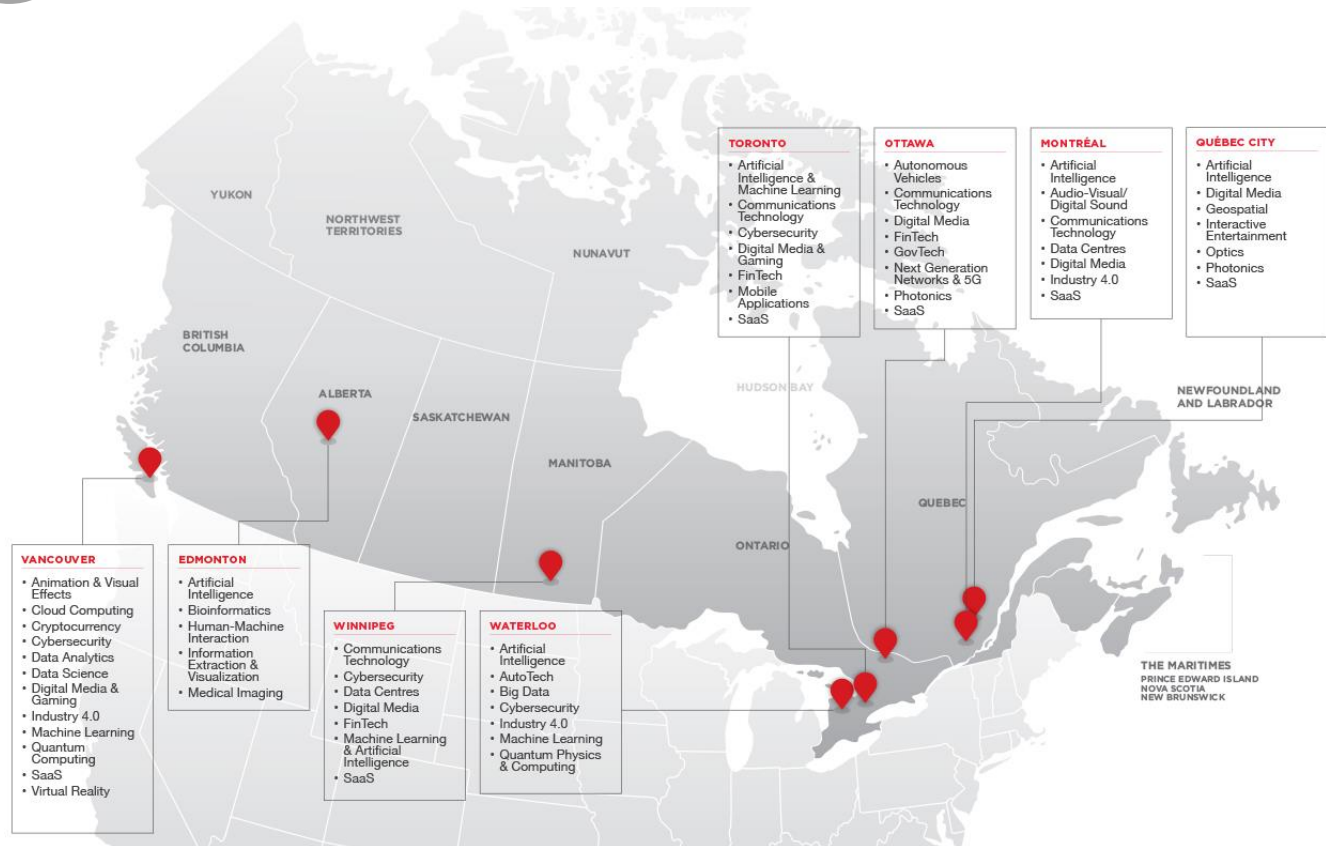 YUKON
NORTHWEST
TERRITORIES
NUNAVUT
BRITISH
COLUMBIA
ALBERTA
SASKATCHEWAN
MANITOBA
HUDSON BAY
ONTARIO
QUEBEC
NEWFOUNDLAND
AND LABRADOR
THE MARITIMES
PRINCE EDWARD ISLAND
NOVA SCOTIA
NEW BRUNSWICK
TORONTO
• Artificial
Intelligence &
Machine Learning
• Communications
Technology
• Cybersecurity
• Digital Media &
Gaming
• FinTech
• Mobile
Applications
• SaaS
OTTAWA
• Autonomous
Vehicles
• Communications
Technology
• Digital Media
• FinTech
• GovTech
• Next Generation
Networks & 5G
• Photonics
• SaaS
MONTRÉAL
• Artificial
Intelligence
• Audio-Visual/
Digital Sound
• Communications
Technology
• Data Centres
• Digital Media
• Industry 4.0
• SaaS
QUÉBEC CITY
• Artificial
Intelligence
• Digital Media
• Geospatial
• Interactive
Entertainment
• Optics
• Photonics
• SaaS
VANCOUVER
• Animation & Visual
Effects
• Cloud Computing
• Cryptocurrency
• Cybersecurity
• Data Analytics
• Data Science
• Digital Media &
Gaming
• Industry 4.0
• Machine Learning
• Quantum
Computing
• SaaS
• Virtual Reality
EDMONTON
• Artificial
Intelligence
• Bioinformatics
• Human-Machine
Interaction
• Information
Extraction &
Visualization
• Medical Imaging
WINNIPEG
• Communications
Technology
• Cybersecurity
• Data Centres
• Digital Media
• FinTech
• Machine Learning
& Artificial
Intelligence
• SaaS
WATERLOO
• Artificial
Intelligence
• AutoTech
• Big Data
• Cybersecurity
• Industry 4.0
• Machine Learning
• Quantum Physics
& Computing